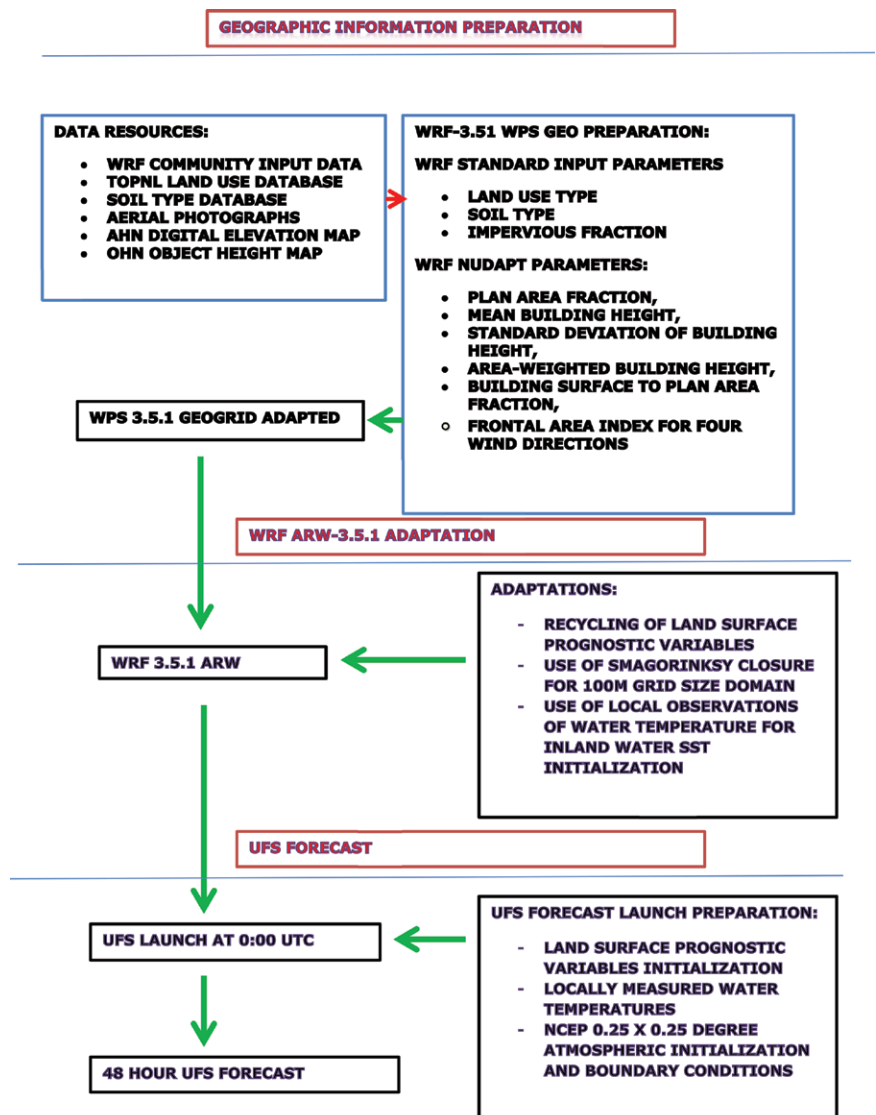 GEOGRAPHIC INFORMATION PREPARATION
DATA RESOURCES:
• WRF COMMUNITY INPUT DATA
• TOPNL LAND USE DATABASE
• SOIL TYPE DATABASE
• AERIAL PHOTOGRAPHS
• AHN DIGITAL ELEVATION MAP
• OHN OBJECT HEIGHT MAP
WRF-3.51 WPS GEO PREPARATION:
WRF STANDARD INPUT PARAMETERS
• LAND USE TYPE
• SOIL TYPE
• IMPERVIOUS FRACTION
WRF NUDAPT PARAMETERS:
• PLAN AREA FRACTION,
• MEAN BUILDING HEIGHT,
• STANDARD DEVIATION OF BUILDING
HEIGHT,
• AREA-WEIGHTED BUILDING HEIGHT,
• BUILDING SURFACE TO PLAN AREA
FRACTION,
○ FRONTAL AREA INDEX FOR FOUR
WIND DIRECTIONS
WPS 3.5.1 GEOGRID ADAPTED
WRF ARW-3.5.1 ADAPTATION
ADAPTATIONS:
- RECYCLING OF LAND SURFACE
PROGNOSTIC VARIABLES
- USE OF SMAGORINKSY CLOSURE
FOR 100M GRID SIZE DOMAIN
- USE OF LOCAL OBSERVATIONS
OF WATER TEMPERATURE FOR
INLAND WATER SST
INITIALIZATION
WRF 3.5.1 ARW
UFS FORECAST
UFS LAUNCH AT 0:00 UTC
UFS FORECAST LAUNCH PREPARATION:
- LAND SURFACE PROGNOSTIC
VARIABLES INITIALIZATION
- LOCALLY MEASURED WATER
TEMPERATURES
- NCEP 0.25 X 0.25 DEGREE
ATMOSPHERIC INITIALIZATION
AND BOUNDARY CONDITIONS
48 HOUR UFS FORECAST